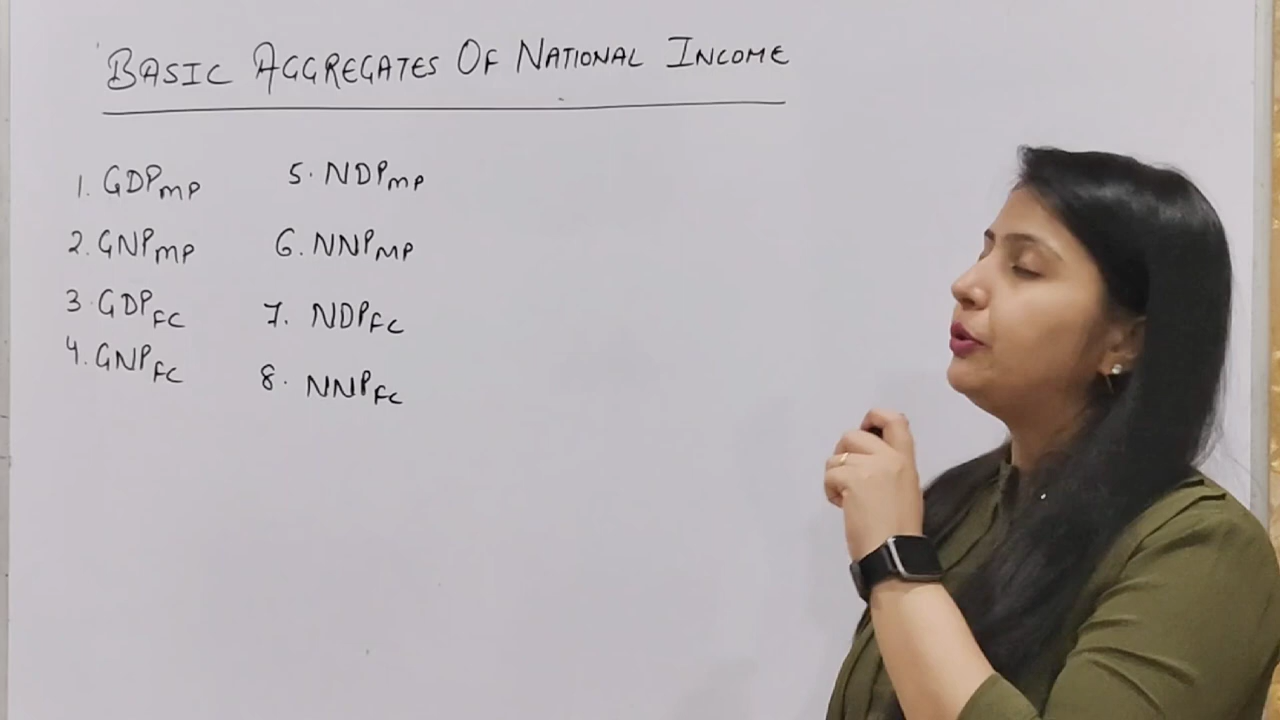 BASIC AGGREGATES OF NATIONAL INCOME
1. GDPMP
2. GNPMP
3. GDPFC
4. GNPFC
5. NDPMP
6. NNPMP
7. NDPFC
8. NNPFC